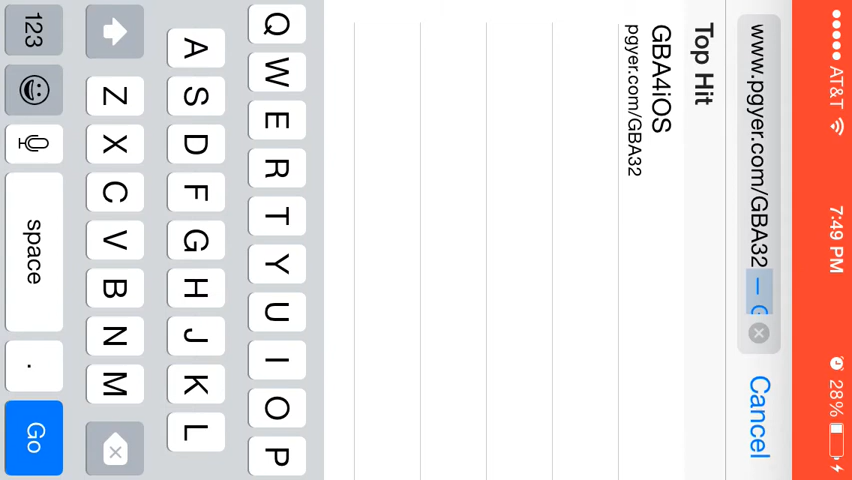 AT&T 7:49 PM 28%
www.pgyer.com/GBA32 — G Cancel
Top Hit
GBA4iOS
pgyer.com/GBA32
Q W E R T Y U I O P
A S D F G H J K L
Z X C V B N M
123 space . Go